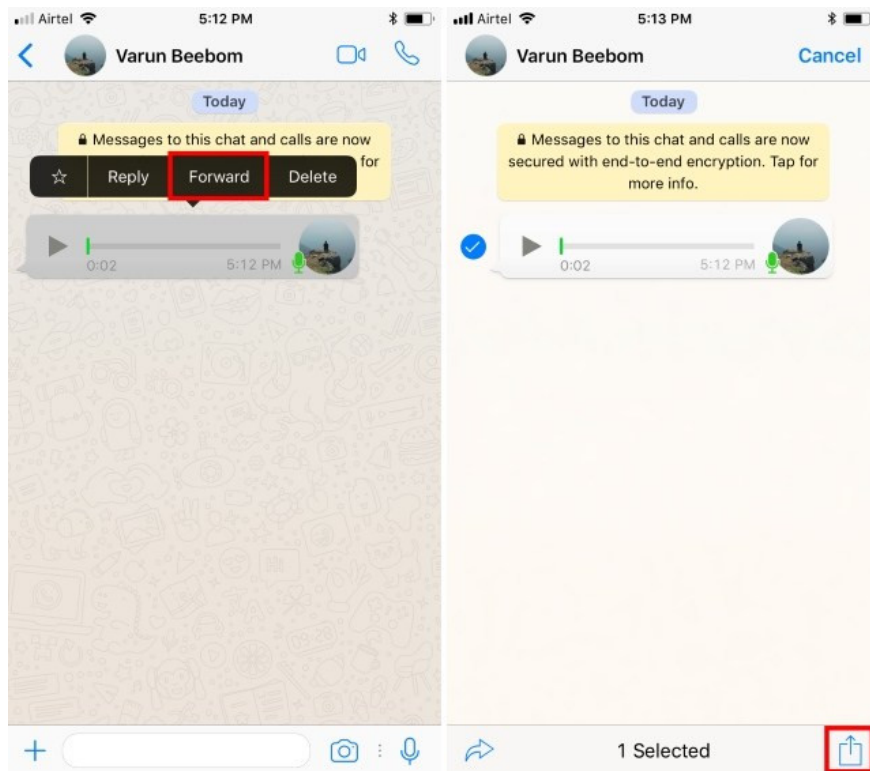 Airtel 5:12 PM
Varun Beebom
Today
Messages to this chat and calls are now
for
Reply Forward Delete
0:02 5:12 PM
Airtel 5:13 PM
Varun Beebom Cancel
Today
Messages to this chat and calls are now
secured with end-to-end encryption. Tap for
more info.
0:02 5:12 PM
1 Selected